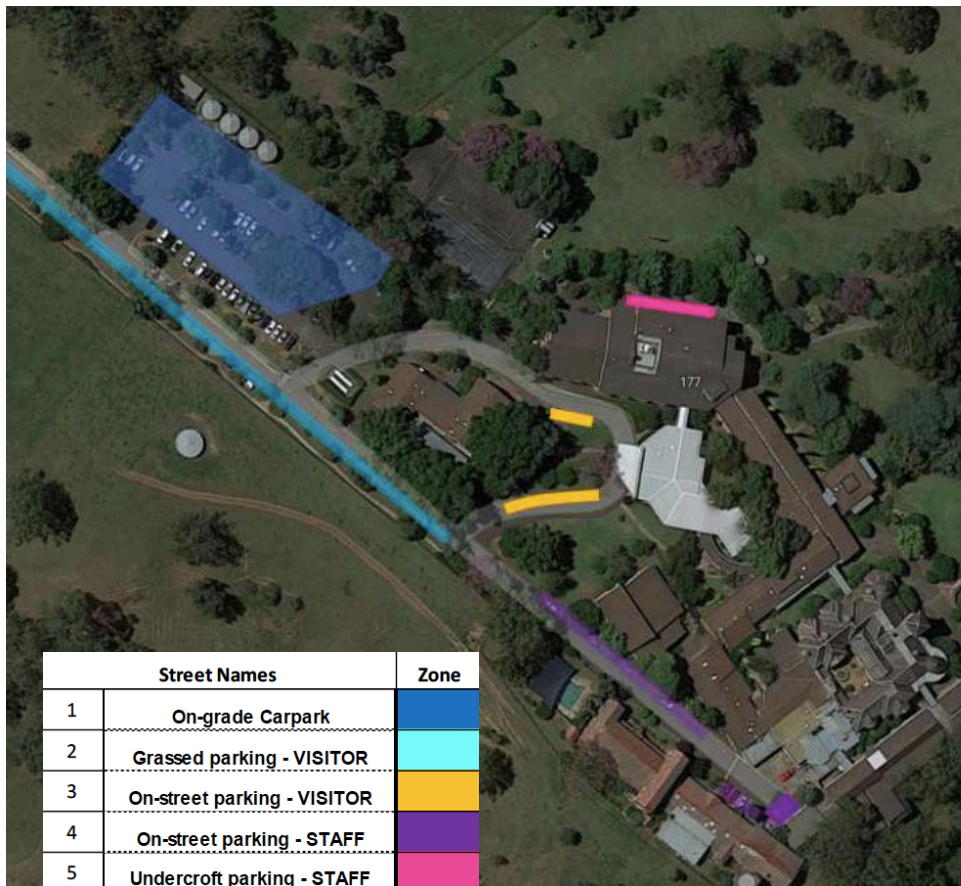 177
Street Names Zone
1 On-grade Carpark
2 Grassed parking - VISITOR
3 On-street parking - VISITOR
4 On-street parking - STAFF
5 Undercroft parking - STAFF